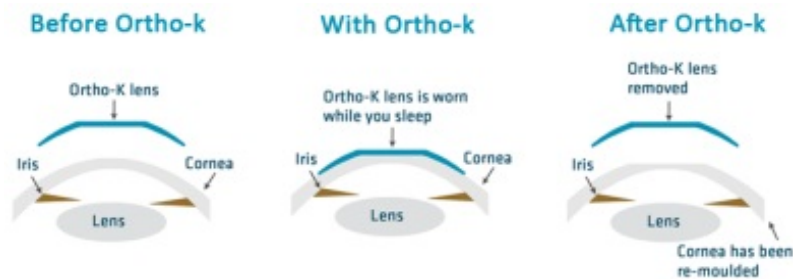 Before Ortho-k
Ortho-K lens
Iris
Cornea
Lens
With Ortho-k
Ortho-K lens is worn
while you sleep
Iris
Cornea
Lens
After Ortho-k
Ortho-K lens
removed
Iris
Lens
Cornea has been
re-moulded